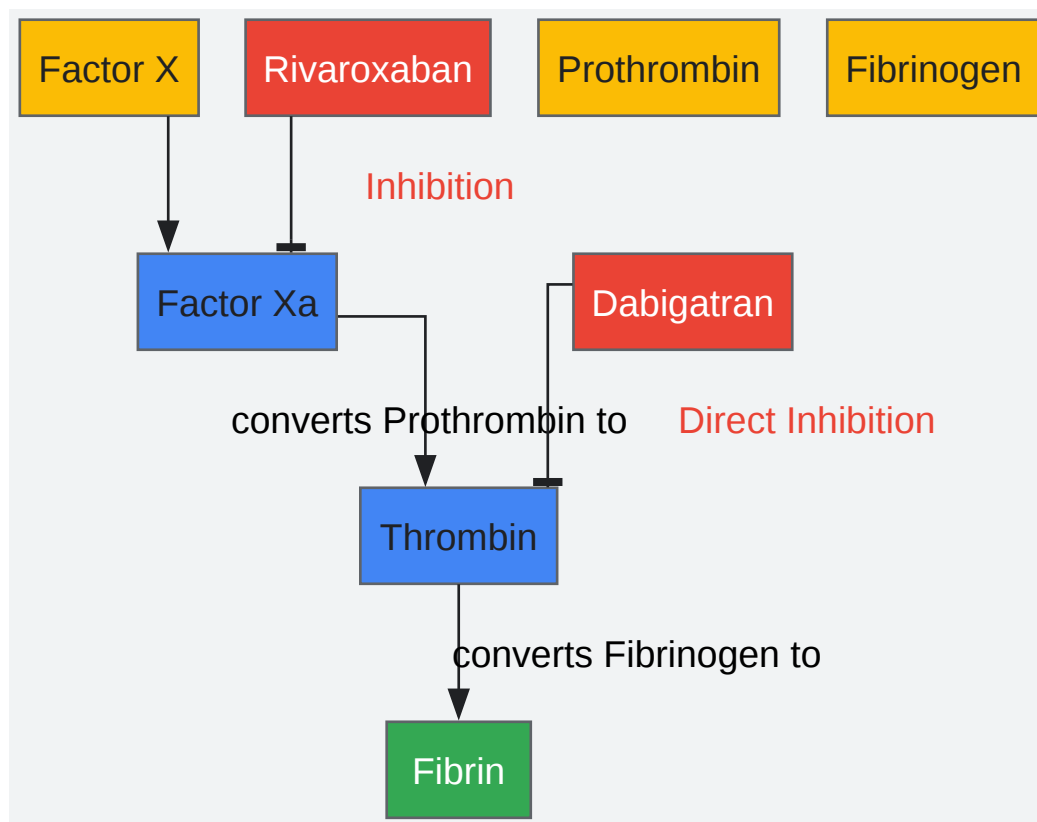 Factor X
Rivaroxaban
Prothrombin
Fibrinogen
Inhibition
Factor Xa
Dabigatran
converts Prothrombin to
Direct Inhibition
Thrombin
converts Fibrinogen to
Fibrin